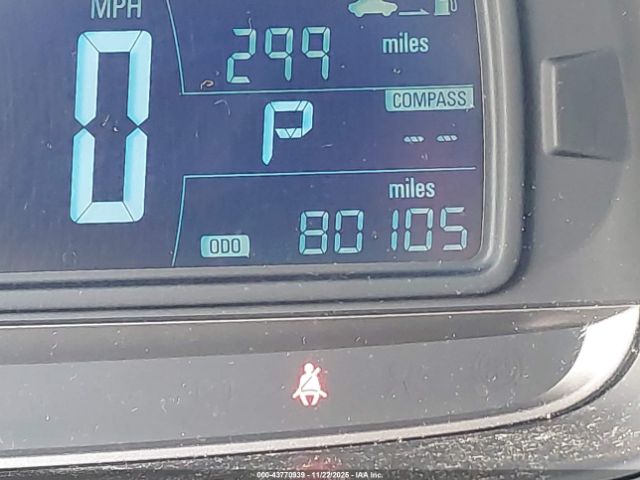 MPH
0
299 miles
P
COMPASS
-- --
miles
ODO 80105
000-43770939 - 11/22/2025 - IAA Inc.